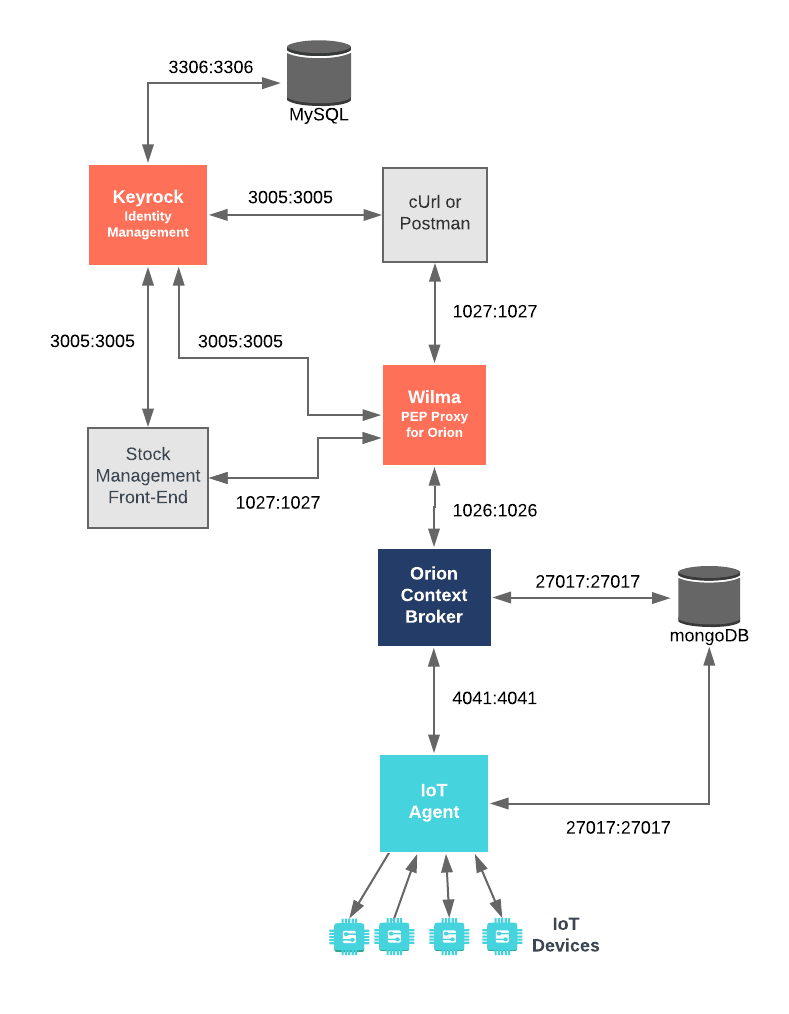 3306:3306
MySQL
Keyrock
Identity
Management
3005:3005
cUrl or
Postman
1027:1027
3005:3005
3005:3005
Wilma
PEP Proxy
for Orion
Stock
Management
Front-End
1027:1027
1026:1026
Orion
Context
Broker
27017:27017
mongoDB
4041:4041
IoT
Agent
27017:27017
IoT
Devices